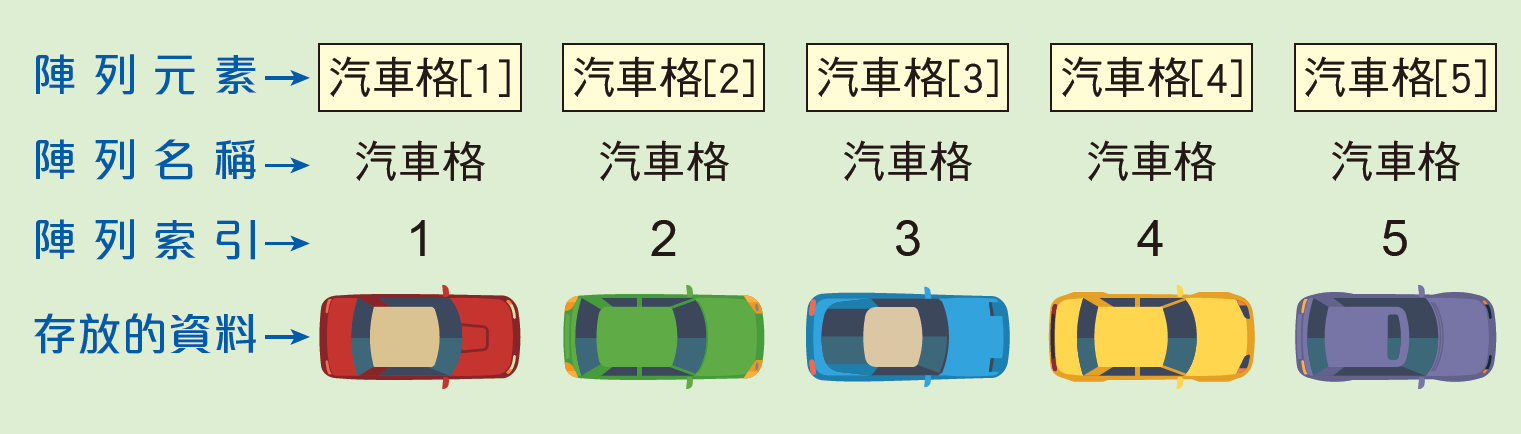 陣列元素→ 汽車格[1] 汽車格[2] 汽車格[3] 汽車格[4] 汽車格[5]
陣列名稱→ 汽車格 汽車格 汽車格 汽車格 汽車格
陣列索引→ 1 2 3 4 5
存放的資料→